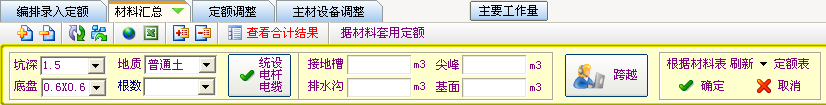 编排录入定额 材料汇总 定额调整 主材设备调整 主要工作量
查看合计结果 据材料套用定额
坑深 1.5 地质 普通土 统设 接地槽 m3 尖峰 m3 跨越 根据材料表 刷新 定额表
电杆
底盘 0.6X0.6 根数 电缆 排水沟 m3 基面 m3 确定 取消